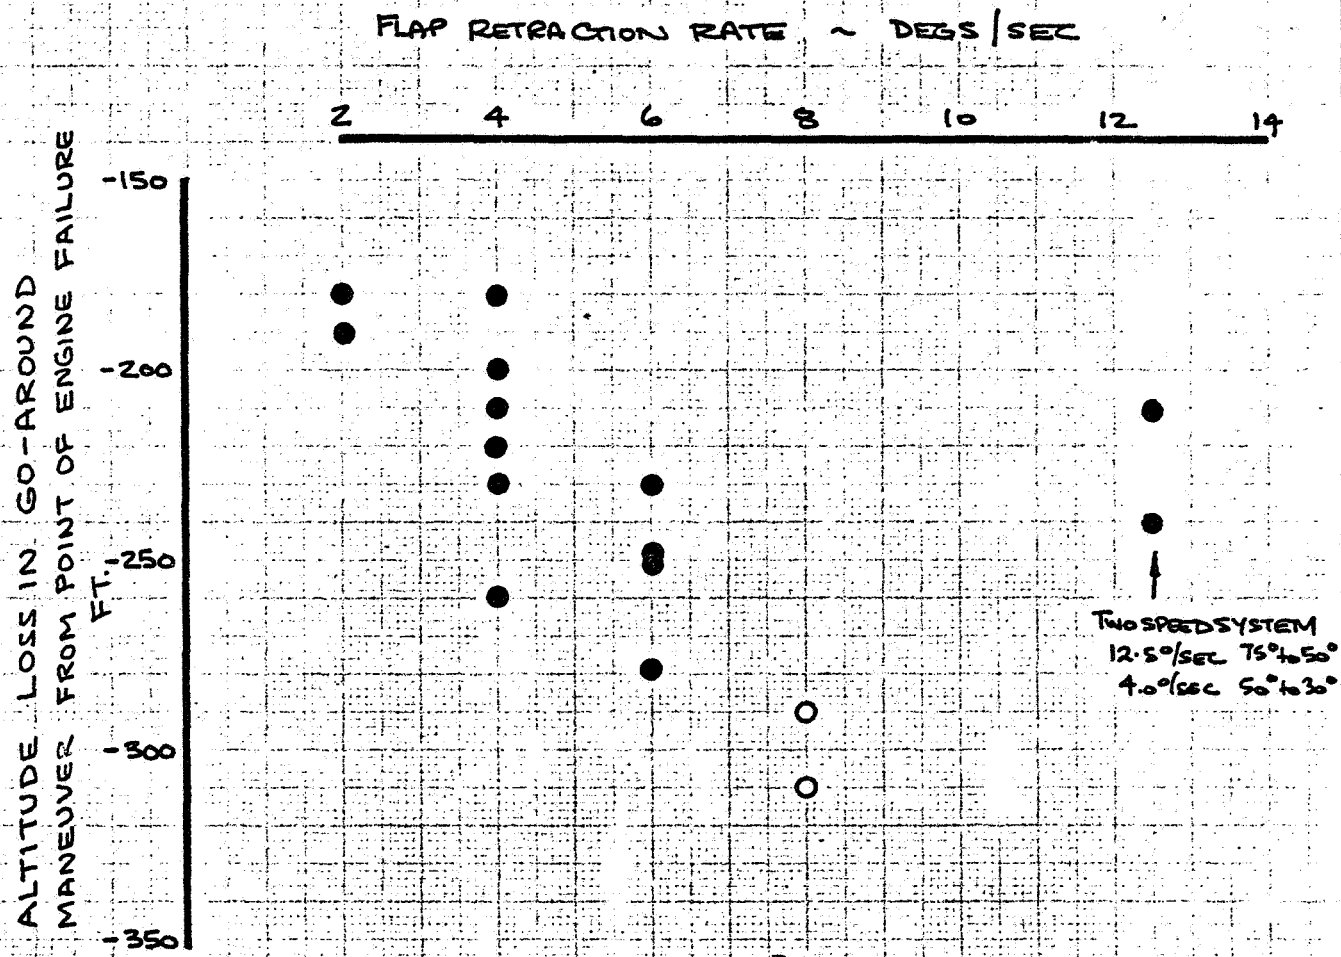 FLAP RETRACTION RATE ~ DEGS/SEC
2 4 6 8 10 12 14
ALTITUDE LOSS IN GO-AROUND
MANEUVER FROM POINT OF ENGINE FAILURE
FT.
-150
-200
-250
-300
-350
TWO SPEED SYSTEM
12.5°/SEC 75° to 50°
4.0°/SEC 50° to 30°